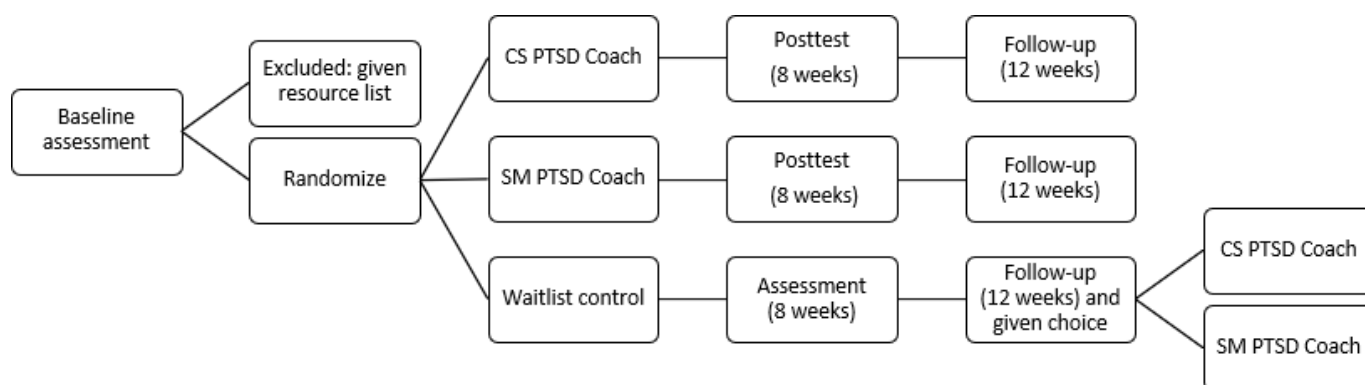 Baseline
assessment
Excluded: given
resource list
Randomize
CS PTSD Coach
Posttest
(8 weeks)
Follow-up
(12 weeks)
SM PTSD Coach
Posttest
(8 weeks)
Follow-up
(12 weeks)
Waitlist control
Assessment
(8 weeks)
Follow-up
(12 weeks) and
given choice
CS PTSD Coach
SM PTSD Coach